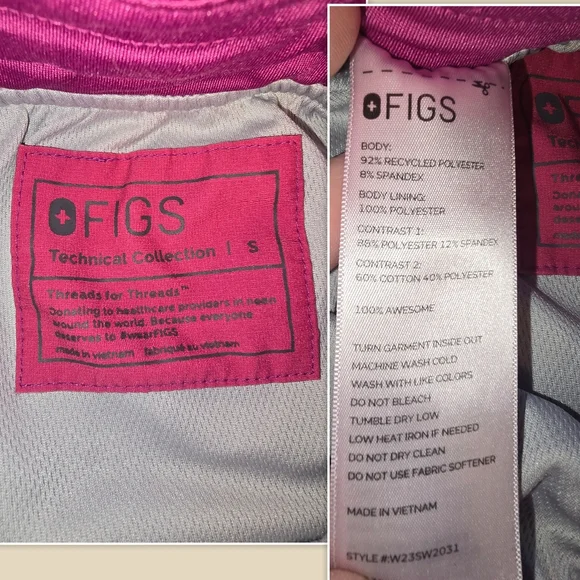 FIGS
Technical Collection | S
Threads for Threads™
Donating to healthcare providers in need
around the world. Because everyone
deserves to #wearFIGS
made in vietnam fabriqué au vietnam
FIGS
BODY:
92% RECYCLED POLYESTER
8% SPANDEX
BODY LINING:
100% POLYESTER
CONTRAST 1:
88% POLYESTER 12% SPANDEX
CONTRAST 2:
60% COTTON 40% POLYESTER
100% AWESOME
TURN GARMENT INSIDE OUT
MACHINE WASH COLD
WASH WITH LIKE COLORS
DO NOT BLEACH
TUMBLE DRY LOW
LOW HEAT IRON IF NEEDED
DO NOT DRY CLEAN
DO NOT USE FABRIC SOFTENER
MADE IN VIETNAM
STYLE #:W23SW2031